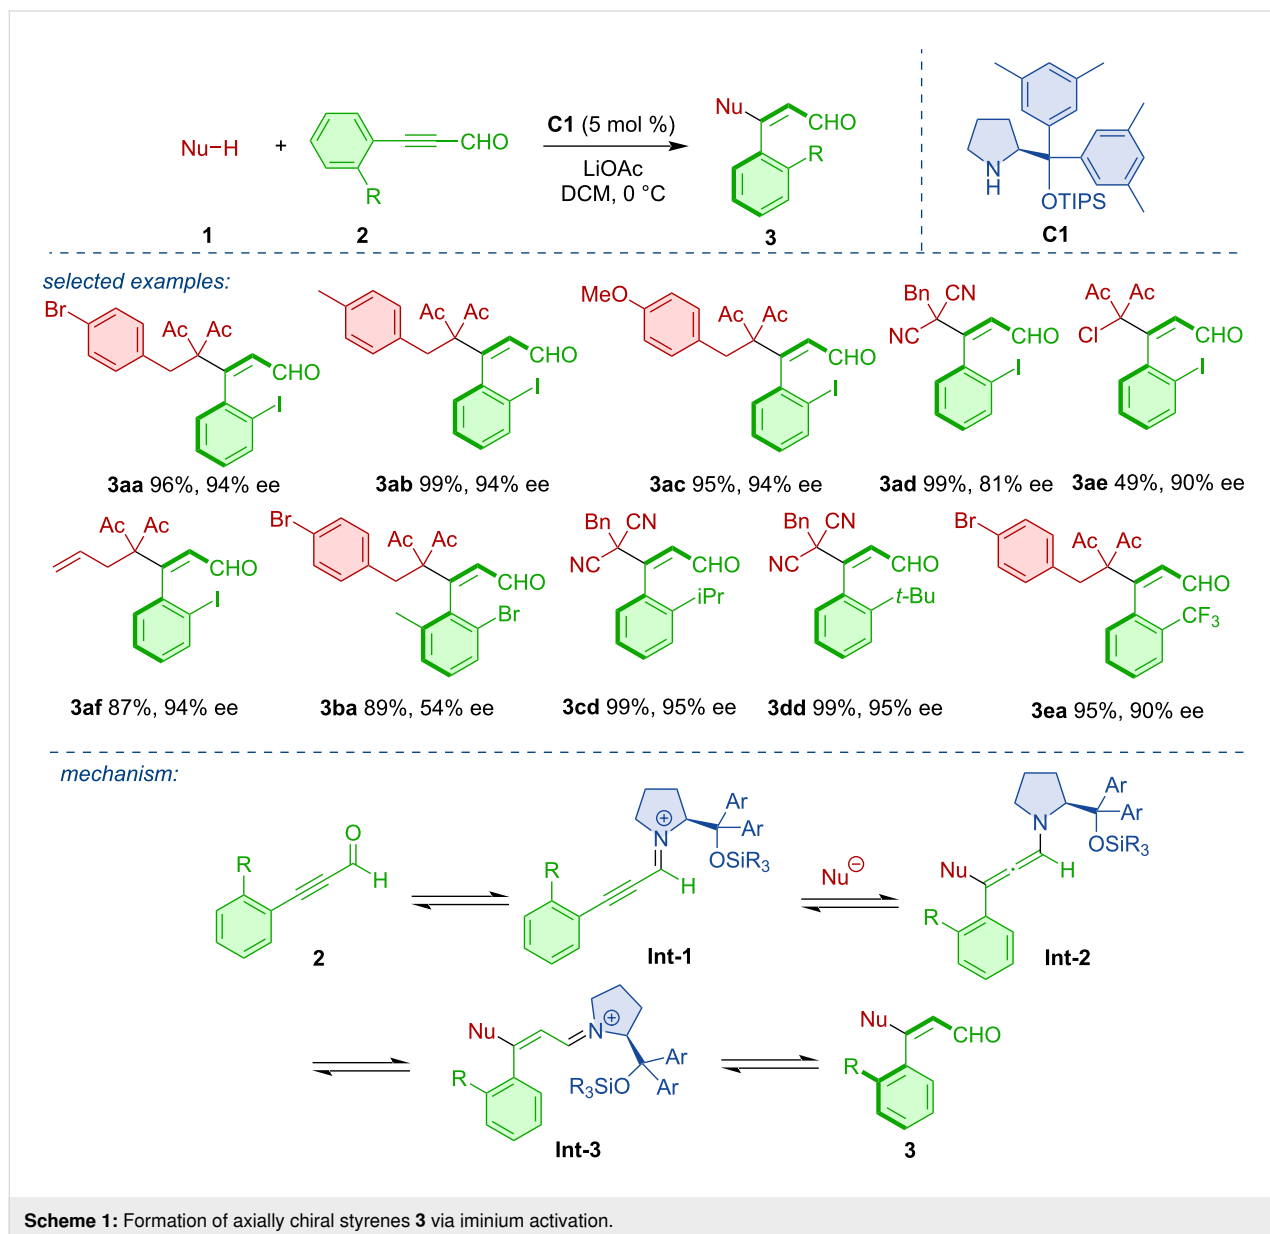 Nu–H
+
CHO
R
C1 (5 mol %)
LiOAc
DCM, 0 °C
Nu
CHO
R
N
H
OTIPS
1
2
3
C1
selected examples:
Br
Ac Ac
CHO
I
3aa 96%, 94% ee
Ac Ac
CHO
I
3ab 99%, 94% ee
MeO
Ac Ac
CHO
I
3ac 95%, 94% ee
Bn CN
CN
CHO
I
3ad 99%, 81% ee
Ac Ac
Cl
CHO
I
3ae 49%, 90% ee
Ac Ac
CHO
I
3af 87%, 94% ee
Br
Ac Ac
CHO
Br
3ba 89%, 54% ee
Bn CN
CN
CHO
iPr
3cd 99%, 95% ee
Bn CN
CN
CHO
t-Bu
3dd 99%, 95% ee
Br
Ac Ac
CHO
CF3
3ea 95%, 90% ee
mechanism:
O
R
H
2
N
+
Ar
Ar
OSiR3
R
H
Int-1
Nu−
N
Ar
Ar
OSiR3
Nu
H
R
Int-2
Nu
N
+
R
R3SiO
Ar
Ar
Int-3
Nu
CHO
R
3
Scheme 1: Formation of axially chiral styrenes 3 via iminium activation.